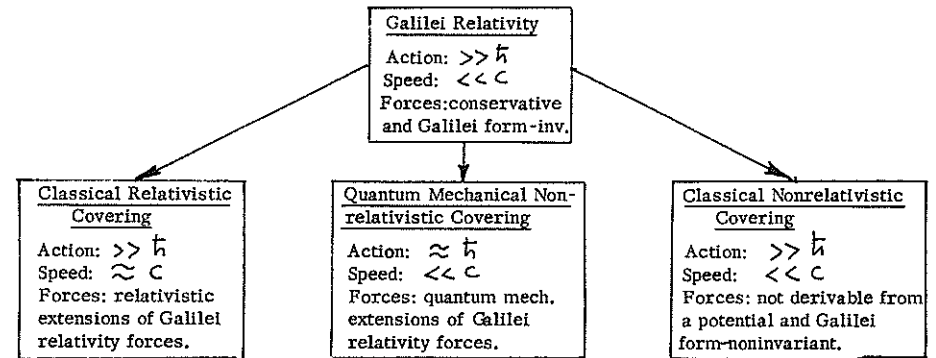 Galilei Relativity
Action: >> ħ
Speed: << c
Forces:conservative
and Galilei form-inv.
Classical Relativistic
Covering
Action: >> ħ
Speed: ≈ c
Forces: relativistic
extensions of Galilei
relativity forces.
Quantum Mechanical Non-
relativistic Covering
Action: ≈ ħ
Speed: << c
Forces: quantum mech.
extensions of Galilei
relativity forces.
Classical Nonrelativistic
Covering
Action: >> ħ
Speed: << c
Forces: not derivable from
a potential and Galilei
form-noninvariant.